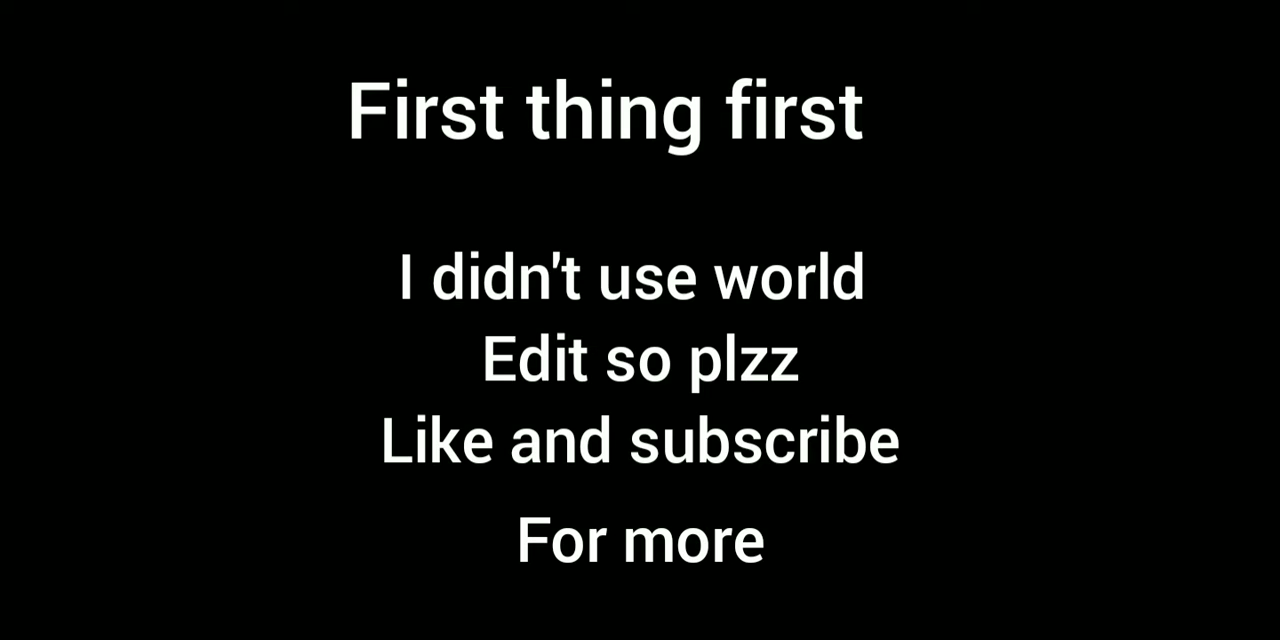 First thing first
I didn't use world
Edit so plzz
Like and subscribe
For more